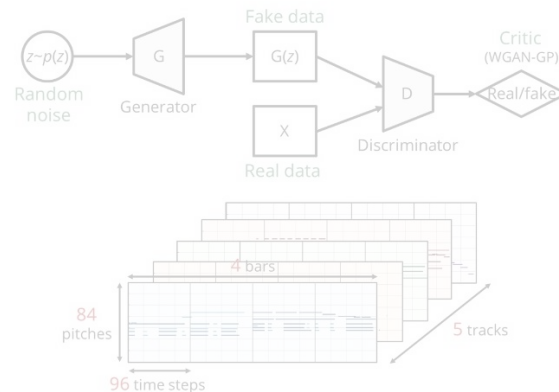 Fake data
Critic
(WGAN-GP)
z~p(z)
G
G(z)
D
Real/fake
Random
noise
Generator
X
Discriminator
Real data
4 bars
84
pitches
5 tracks
96 time steps